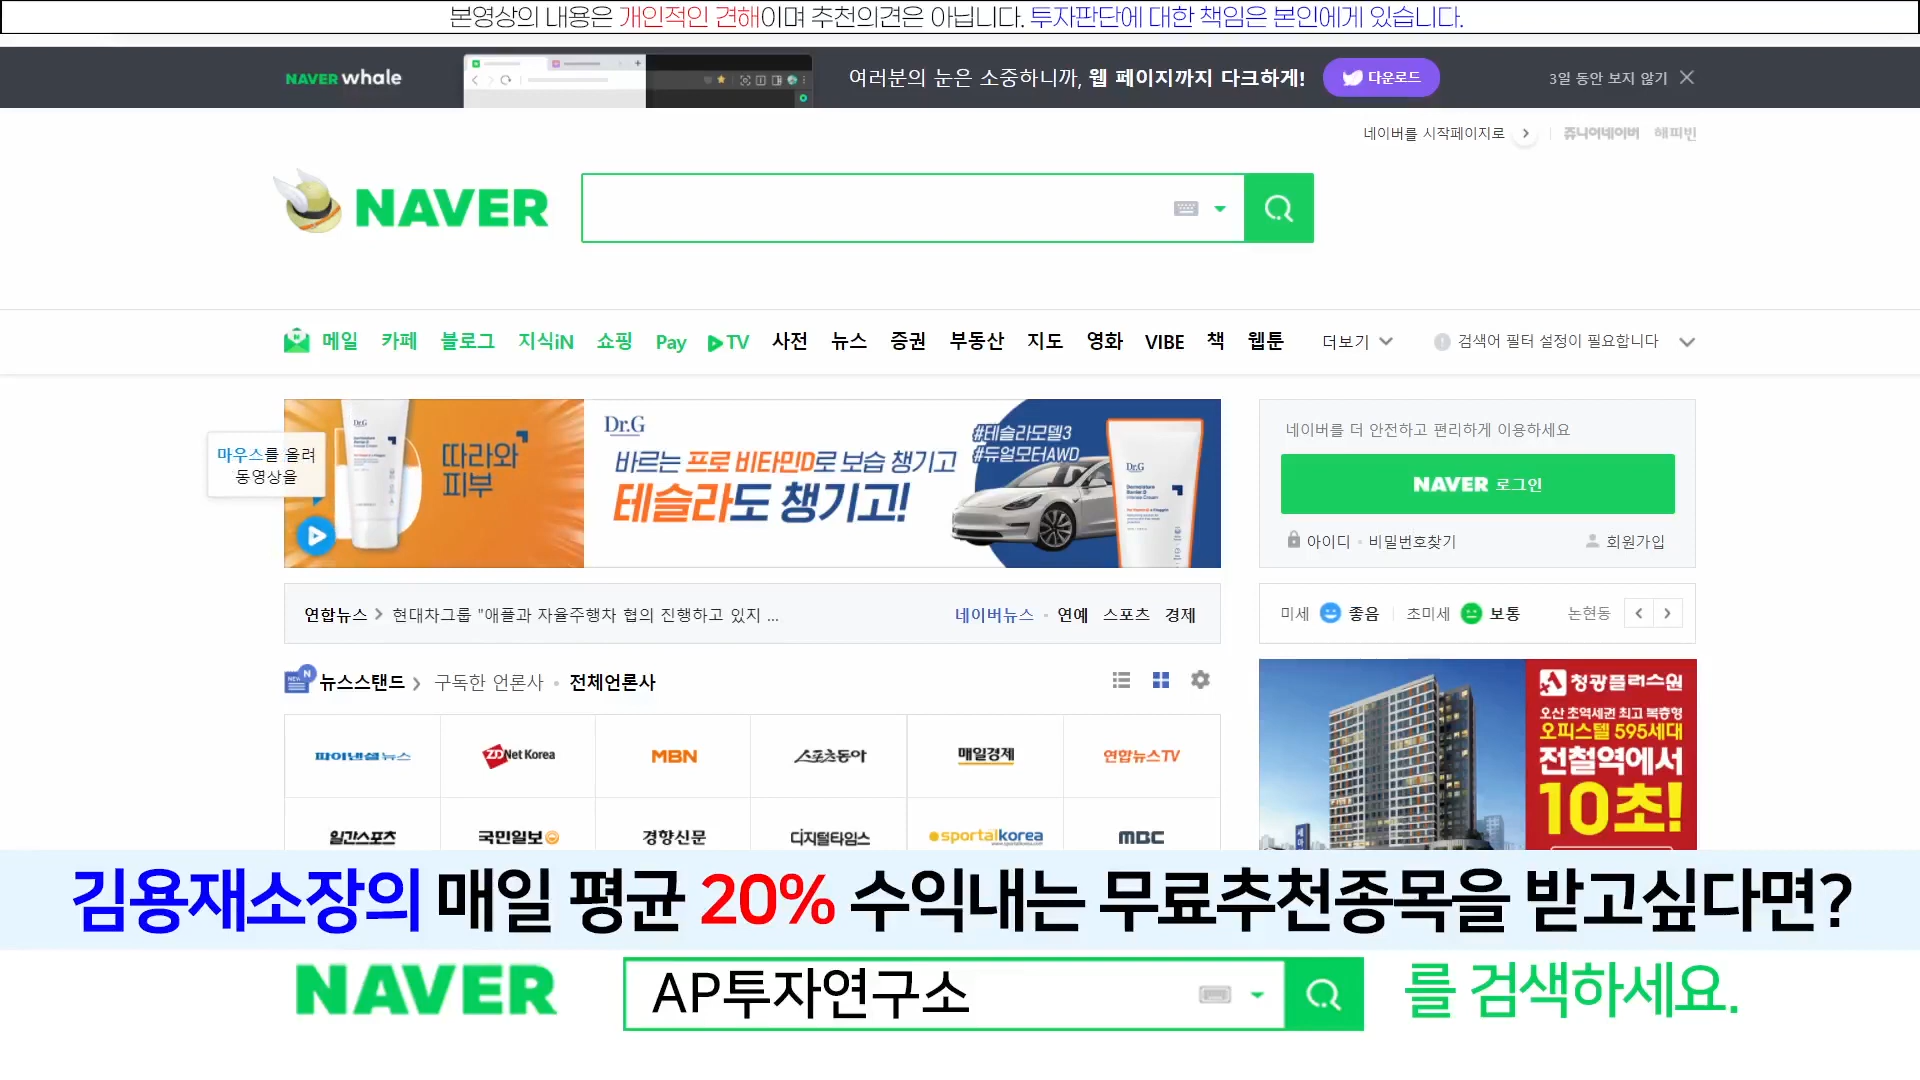 본영상의 내용은 개인적인 견해이며 추천의견은 아닙니다. 투자판단에 대한 책임은 본인에게 있습니다.
NAVER whale
여러분의 눈은 소중하니까, 웹 페이지까지 다크하게!
다운로드
3일 동안 보지 않기
네이버를 시작페이지로
쥬니어네이버 해피빈
NAVER
메일 카페 블로그 지식iN 쇼핑 Pay TV 사전 뉴스 증권 부동산 지도 영화 VIBE 책 웹툰 더보기
검색어 필터 설정이 필요합니다
마우스를 올려
동영상을
Dr.G
따라와
피부
Dr.G
바르는 프로 비타민D로 보습 챙기고
테슬라도 챙기고!
#테슬라모델3
#듀얼모터AWD
Dr.G
네이버를 더 안전하고 편리하게 이용하세요
NAVER 로그인
아이디 비밀번호찾기 회원가입
연합뉴스 현대차그룹 "애플과 자율주행차 협의 진행하고 있지 ...
네이버뉴스 연예 스포츠 경제
미세 좋음 초미세 보통 논현동
뉴스스탠드 구독한 언론사 전체언론사
파이낸셜뉴스 ZDNet Korea MBN 스포츠동아 매일경제 연합뉴스TV
일간스포츠 국민일보 경향신문 디지털타임스 sportalkorea MBC
www.sportalkorea.com
청광플러스원
오산 초역세권 최고 복층형
오피스텔 595세대
전철역에서
10초!
김용재소장의 매일 평균 20% 수익내는 무료추천종목을 받고싶다면?
NAVER AP투자연구소 를 검색하세요.